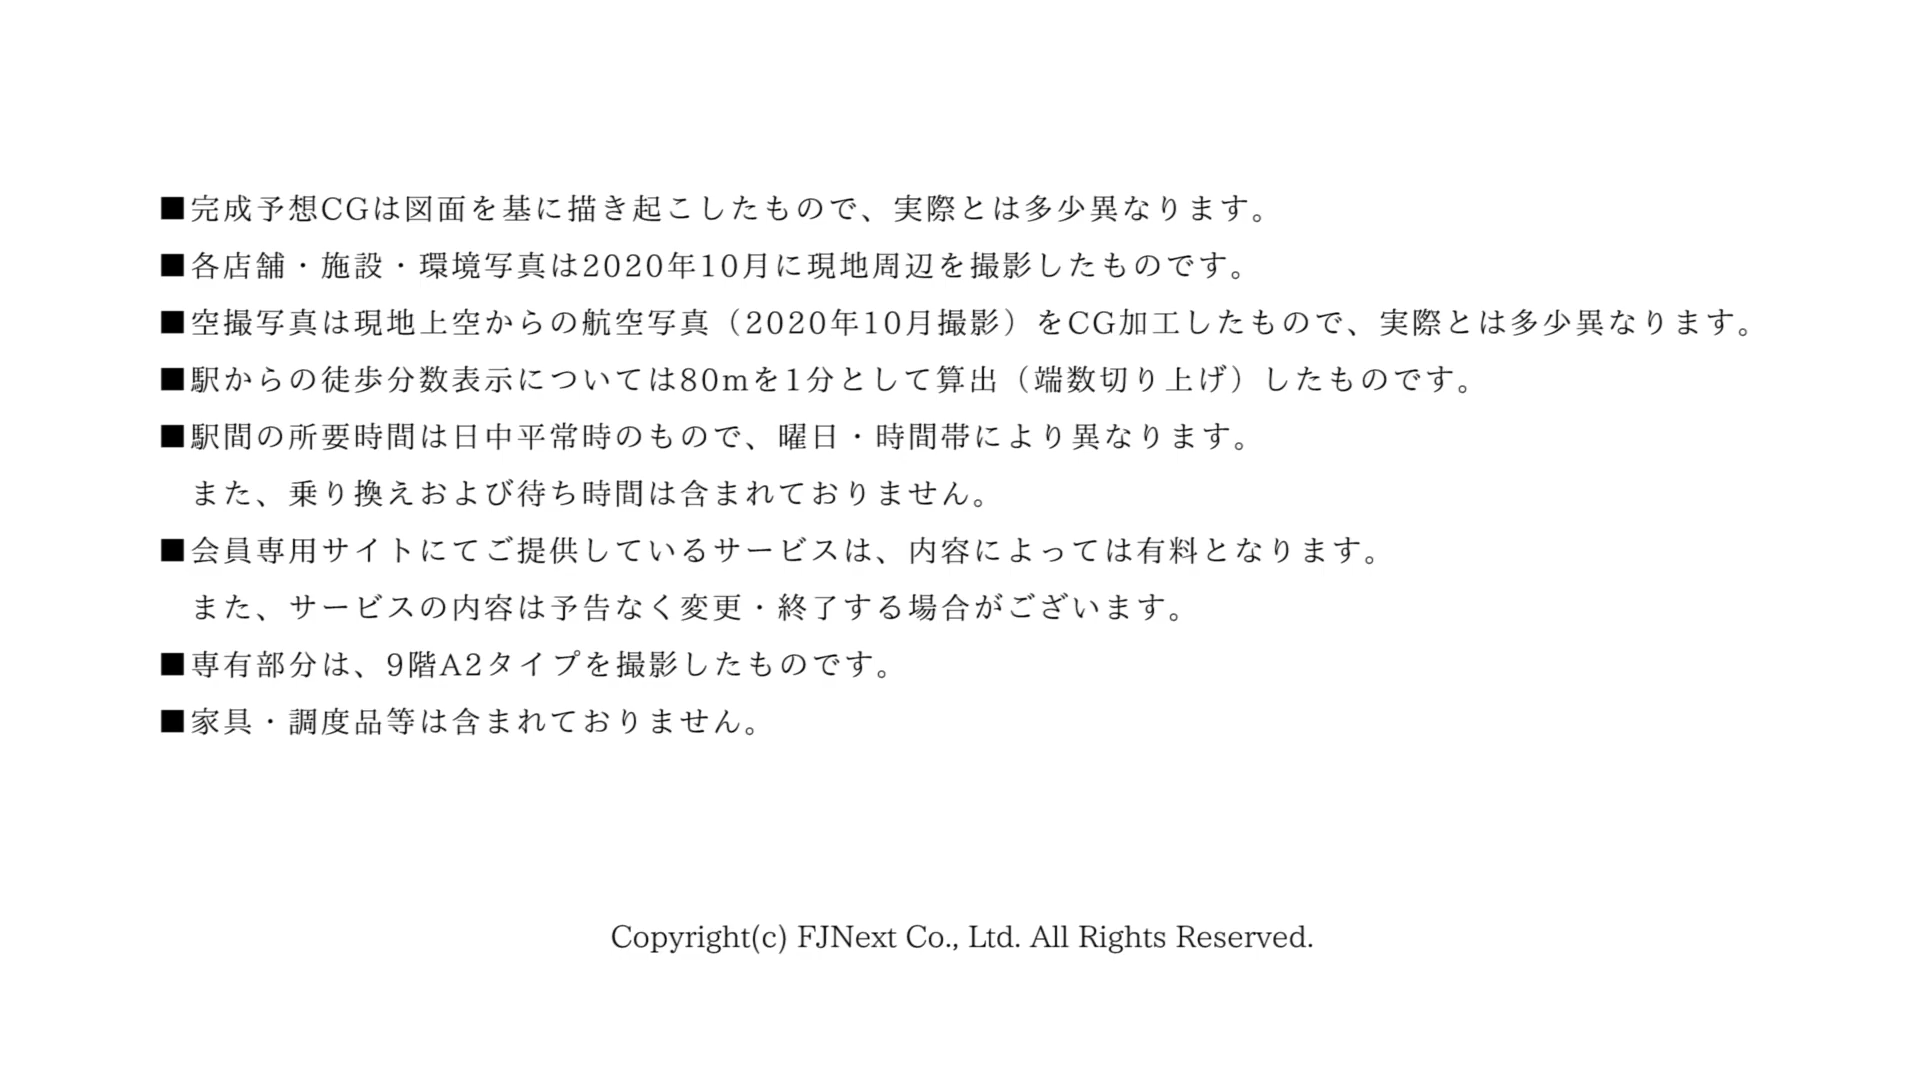 ■完成予想CGは図面を基に描き起こしたもので、実際とは多少異なります。
■各店舗・施設・環境写真は2020年10月に現地周辺を撮影したものです。
■空撮写真は現地上空からの航空写真（2020年10月撮影）をCG加工したもので、実際とは多少異なります。
■駅からの徒歩分数表示については80mを1分として算出（端数切り上げ）したものです。
■駅間の所要時間は日中平常時のもので、曜日・時間帯により異なります。
また、乗り換えおよび待ち時間は含まれておりません。
■会員専用サイトにてご提供しているサービスは、内容によっては有料となります。
また、サービスの内容は予告なく変更・終了する場合がございます。
■専有部分は、9階A2タイプを撮影したものです。
■家具・調度品等は含まれておりません。
Copyright(c) FJNext Co., Ltd. All Rights Reserved.